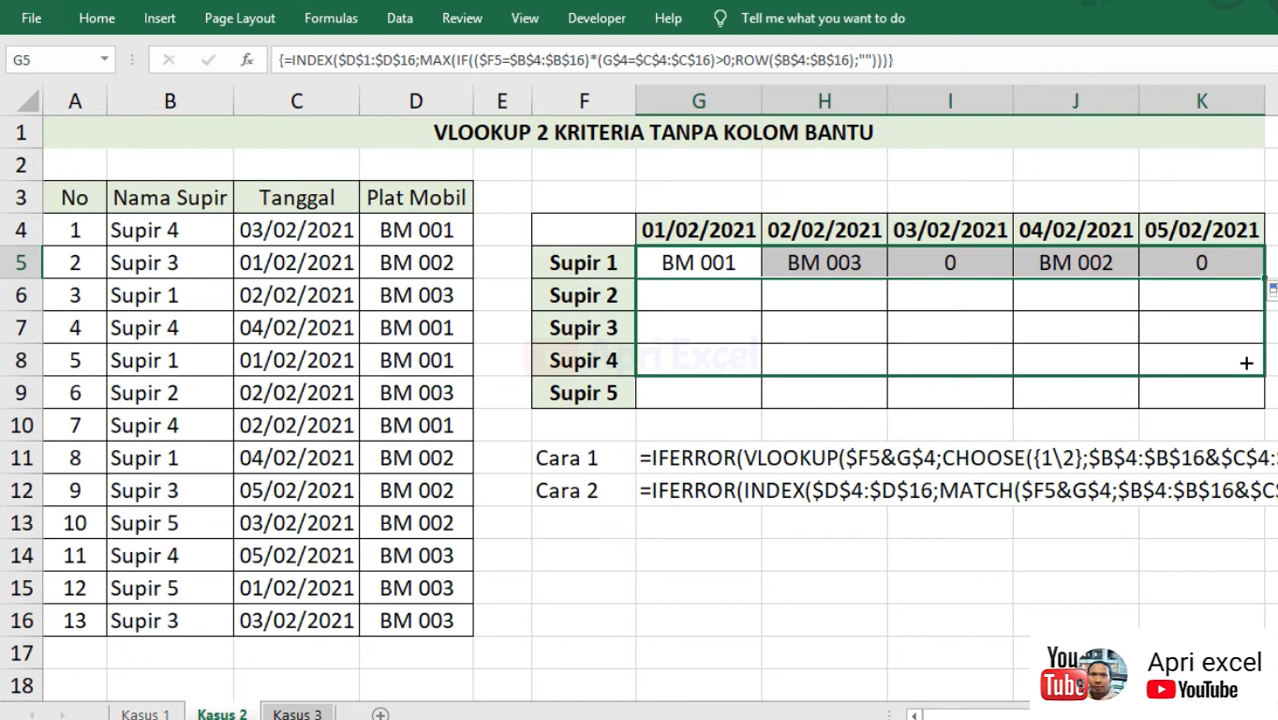 File Home Insert Page Layout Formulas Data Review View Developer Help Tell me what you want to do
G5 fx {=INDEX($D$1:$D$16;MAX(IF(($F5=$B$4:$B$16)*(G$4=$C$4:$C$16)>0;ROW($B$4:$B$16);"")))}
A B C D E F G H I J K
1 VLOOKUP 2 KRITERIA TANPA KOLOM BANTU
2
3 No Nama Supir Tanggal Plat Mobil
4 1 Supir 4 03/02/2021 BM 001 01/02/2021 02/02/2021 03/02/2021 04/02/2021 05/02/2021
5 2 Supir 3 01/02/2021 BM 002 Supir 1 BM 001 BM 003 0 BM 002 0
6 3 Supir 1 02/02/2021 BM 003 Supir 2
7 4 Supir 4 04/02/2021 BM 001 Supir 3
8 5 Supir 1 01/02/2021 BM 001 Supir 4 Apri Excel
9 6 Supir 2 02/02/2021 BM 003 Supir 5
10 7 Supir 4 02/02/2021 BM 001
11 8 Supir 1 04/02/2021 BM 002 Cara 1 =IFERROR(VLOOKUP($F5&G$4;CHOOSE({1\2};$B$4:$B$16&$C$4:
12 9 Supir 3 05/02/2021 BM 002 Cara 2 =IFERROR(INDEX($D$4:$D$16;MATCH($F5&G$4;$B$4:$B$16&$C$
13 10 Supir 5 03/02/2021 BM 002
14 11 Supir 4 05/02/2021 BM 003
15 12 Supir 5 01/02/2021 BM 003
16 13 Supir 3 03/02/2021 BM 003
17
18
You Tube Apri excel
YouTube
Kasus 1 Kasus 2 Kasus 3